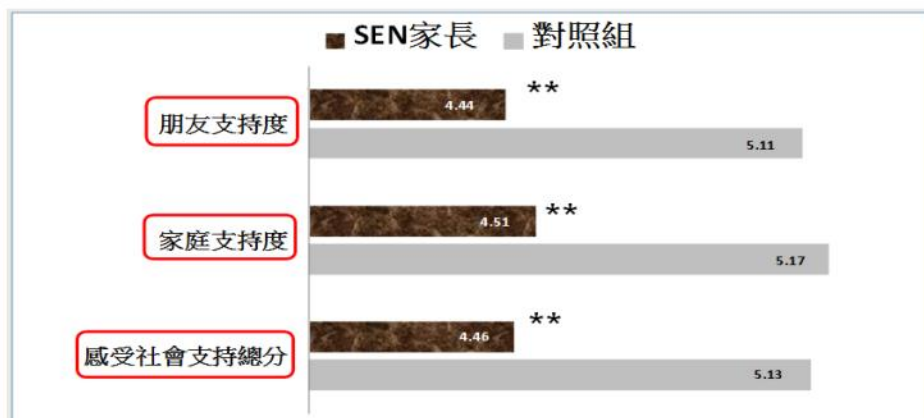 SEN家長 對照組
朋友支持度
4.44
**
5.11
家庭支持度
4.51
**
5.17
感受社會支持總分
4.46
**
5.13